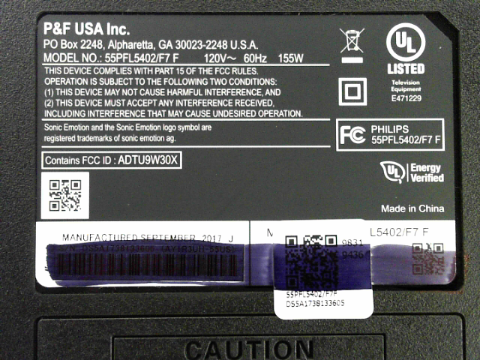 P&F USA Inc.
PO Box 2248, Alpharetta, GA 30023-2248 U.S.A.
MODEL NO.: 55PFL5402/F7 F 120V~ 60Hz 155W
THIS DEVICE COMPLIES WITH PART 15 OF THE FCC RULES.
OPERATION IS SUBJECT TO THE FOLLOWING TWO CONDITIONS:
(1) THIS DEVICE MAY NOT CAUSE HARMFUL INTERFERENCE, AND
(2) THIS DEVICE MUST ACCEPT ANY INTERFERENCE RECEIVED,
INCLUDING INTERFERENCE THAT MAY CAUSE UNDESIRED OPERATION.
Sonic Emotion and the Sonic Emotion logo symbol are
registered trademarks of sonic emotion ag.
Contains FCC ID : ADTU9W30X
UL
LISTED
Television
Equipment
E471229
FC PHILIPS
55PFL5402/F7 F
UL Energy
Verified
Made in China
MANUFACTURED SEPTEMBER 2017 J
L5402/F7 F
9831
55PFL5402/F7F
DS5A1738133605
CAUTION